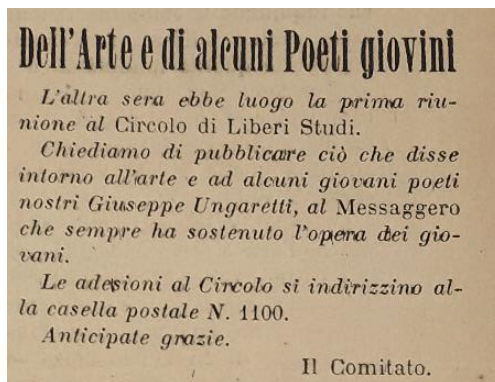 Dell'Arte e di alcuni Poeti giovini
L'altra sera ebbe luogo la prima riu-
nione al Circolo di Liberi Studi.
Chiediamo di pubblicare ciò che disse
intorno all'arte e ad alcuni giovani poeti
nostri Giuseppe Ungaretti, al Messaggero
che sempre ha sostenuto l'opera dei gio-
vani.
Le adesioni al Circolo si indirizzino al-
la casella postale N. 1100.
Anticipate grazie.
Il Comitato.